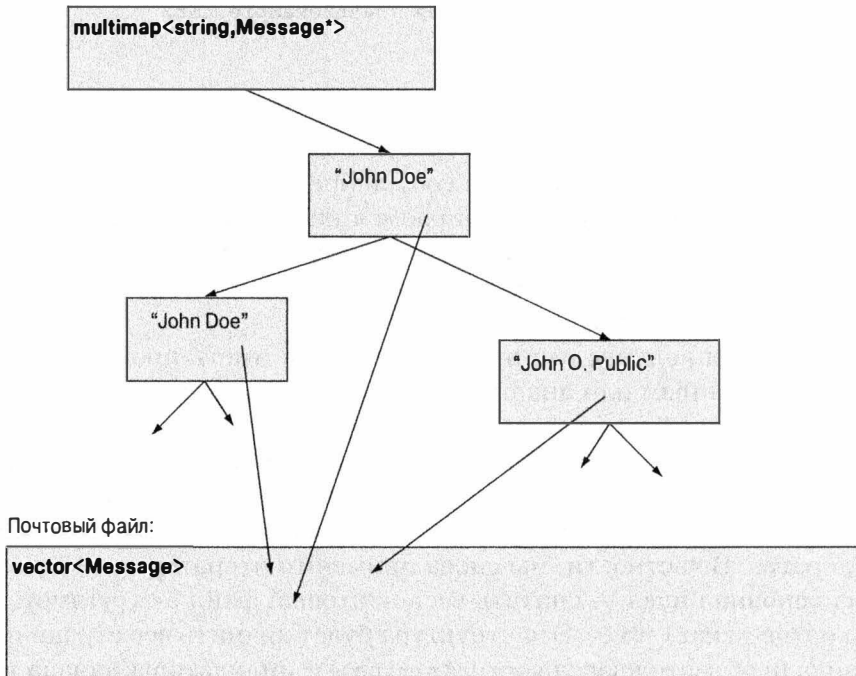 multimap<string,Message*>
"John Doe"
"John Doe"
"John O. Public"
Почтовый файл:
vector<Message>